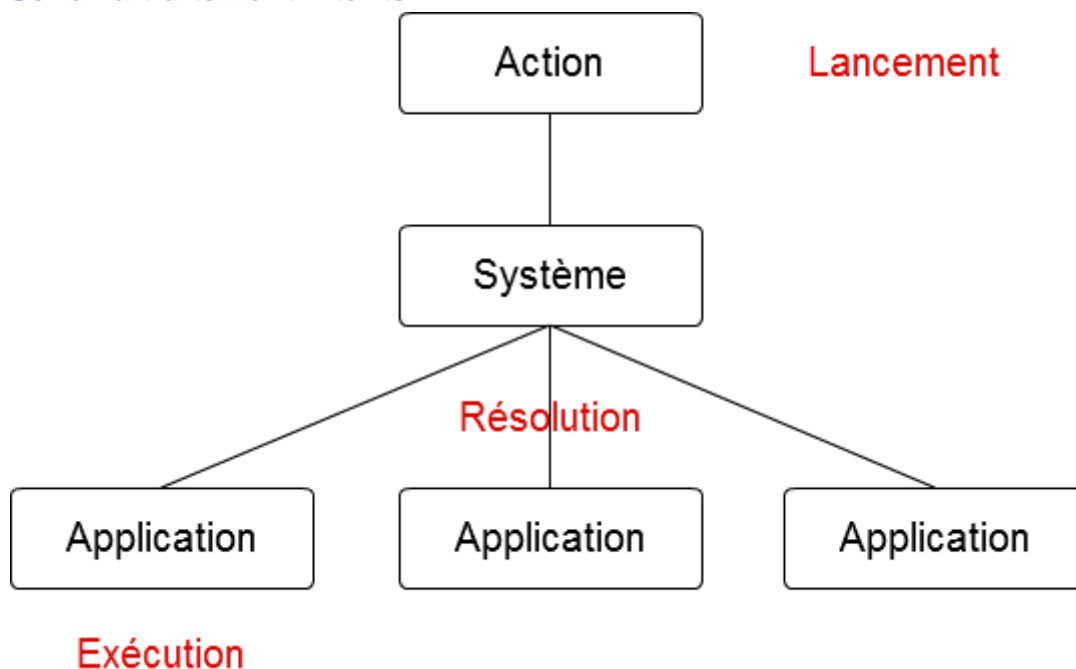 Action
Lancement
Système
Résolution
Application
Application
Application
Exécution